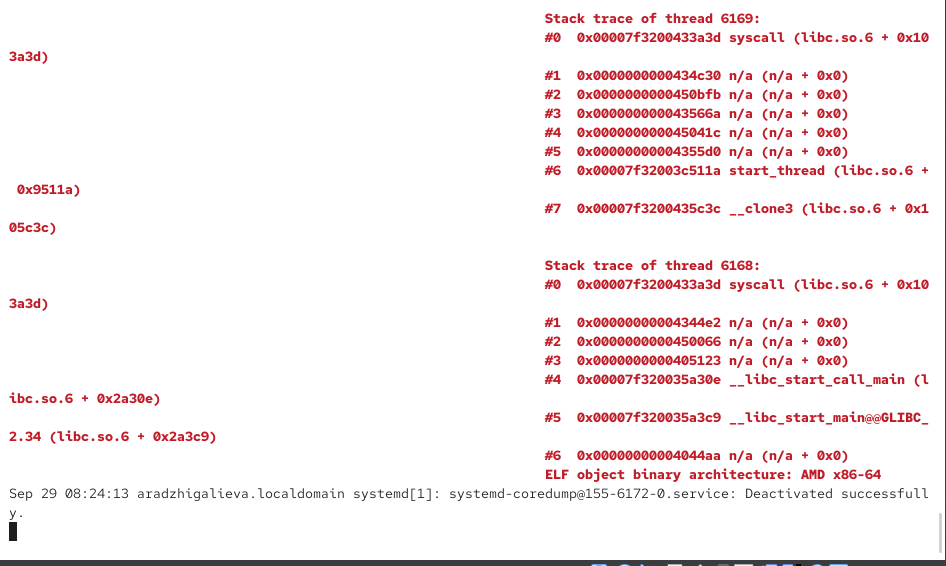 Stack trace of thread 6169:
#0  0x00007f3200433a3d syscall (libc.so.6 + 0x10
3a3d)
#1  0x0000000000434c30 n/a (n/a + 0x0)
#2  0x0000000000450bfb n/a (n/a + 0x0)
#3  0x000000000043566a n/a (n/a + 0x0)
#4  0x000000000045041c n/a (n/a + 0x0)
#5  0x00000000004355d0 n/a (n/a + 0x0)
#6  0x00007f32003c511a start_thread (libc.so.6 +
 0x9511a)
#7  0x00007f3200435c3c __clone3 (libc.so.6 + 0x1
05c3c)
Stack trace of thread 6168:
#0  0x00007f3200433a3d syscall (libc.so.6 + 0x10
3a3d)
#1  0x00000000004344e2 n/a (n/a + 0x0)
#2  0x0000000000450066 n/a (n/a + 0x0)
#3  0x0000000000405123 n/a (n/a + 0x0)
#4  0x00007f320035a30e __libc_start_call_main (l
ibc.so.6 + 0x2a30e)
#5  0x00007f320035a3c9 __libc_start_main@@GLIBC_
2.34 (libc.so.6 + 0x2a3c9)
#6  0x00000000004044aa n/a (n/a + 0x0)
ELF object binary architecture: AMD x86-64
Sep 29 08:24:13 aradzhigalieva.localdomain systemd[1]: systemd-coredump@155-6172-0.service: Deactivated successfull
y.